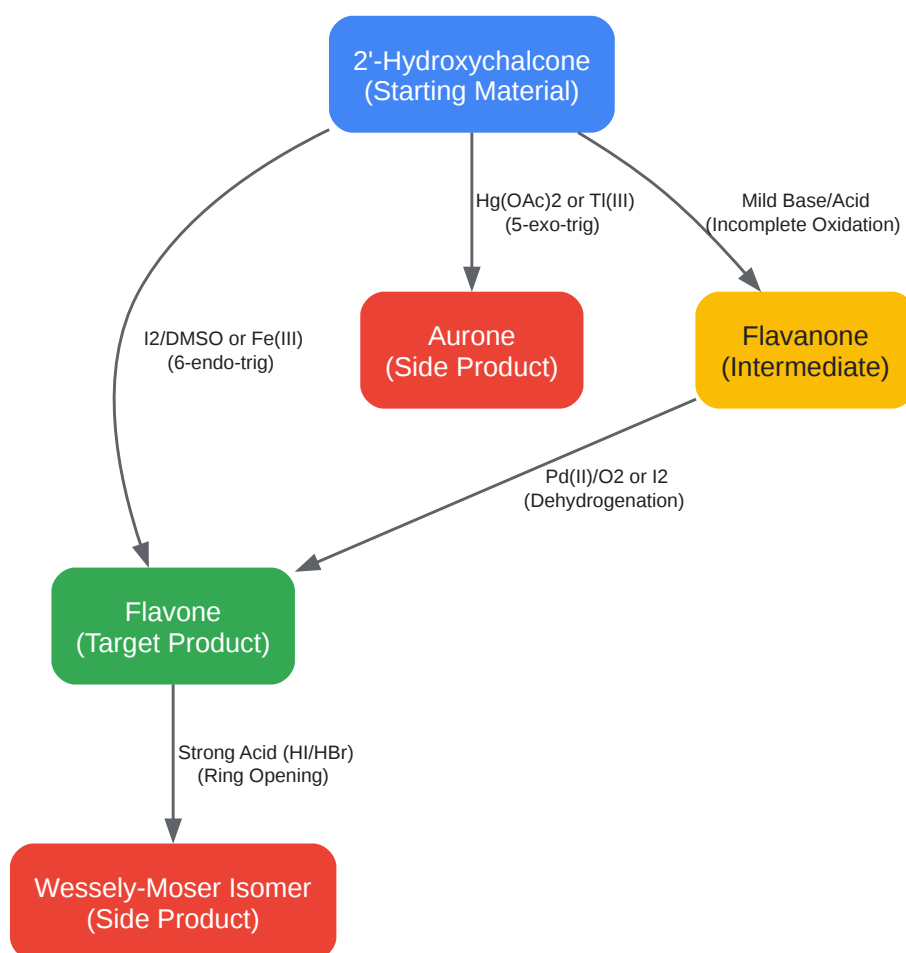 2'-Hydroxychalcone
(Starting Material)
Hg(OAc)2 or Tl(III)
(5-exo-trig)
Mild Base/Acid
(Incomplete Oxidation)
I2/DMSO or Fe(III)
(6-endo-trig)
Aurone
(Side Product)
Flavanone
(Intermediate)
Pd(II)/O2 or I2
(Dehydrogenation)
Flavone
(Target Product)
Strong Acid (HI/HBr)
(Ring Opening)
Wessely-Moser Isomer
(Side Product)